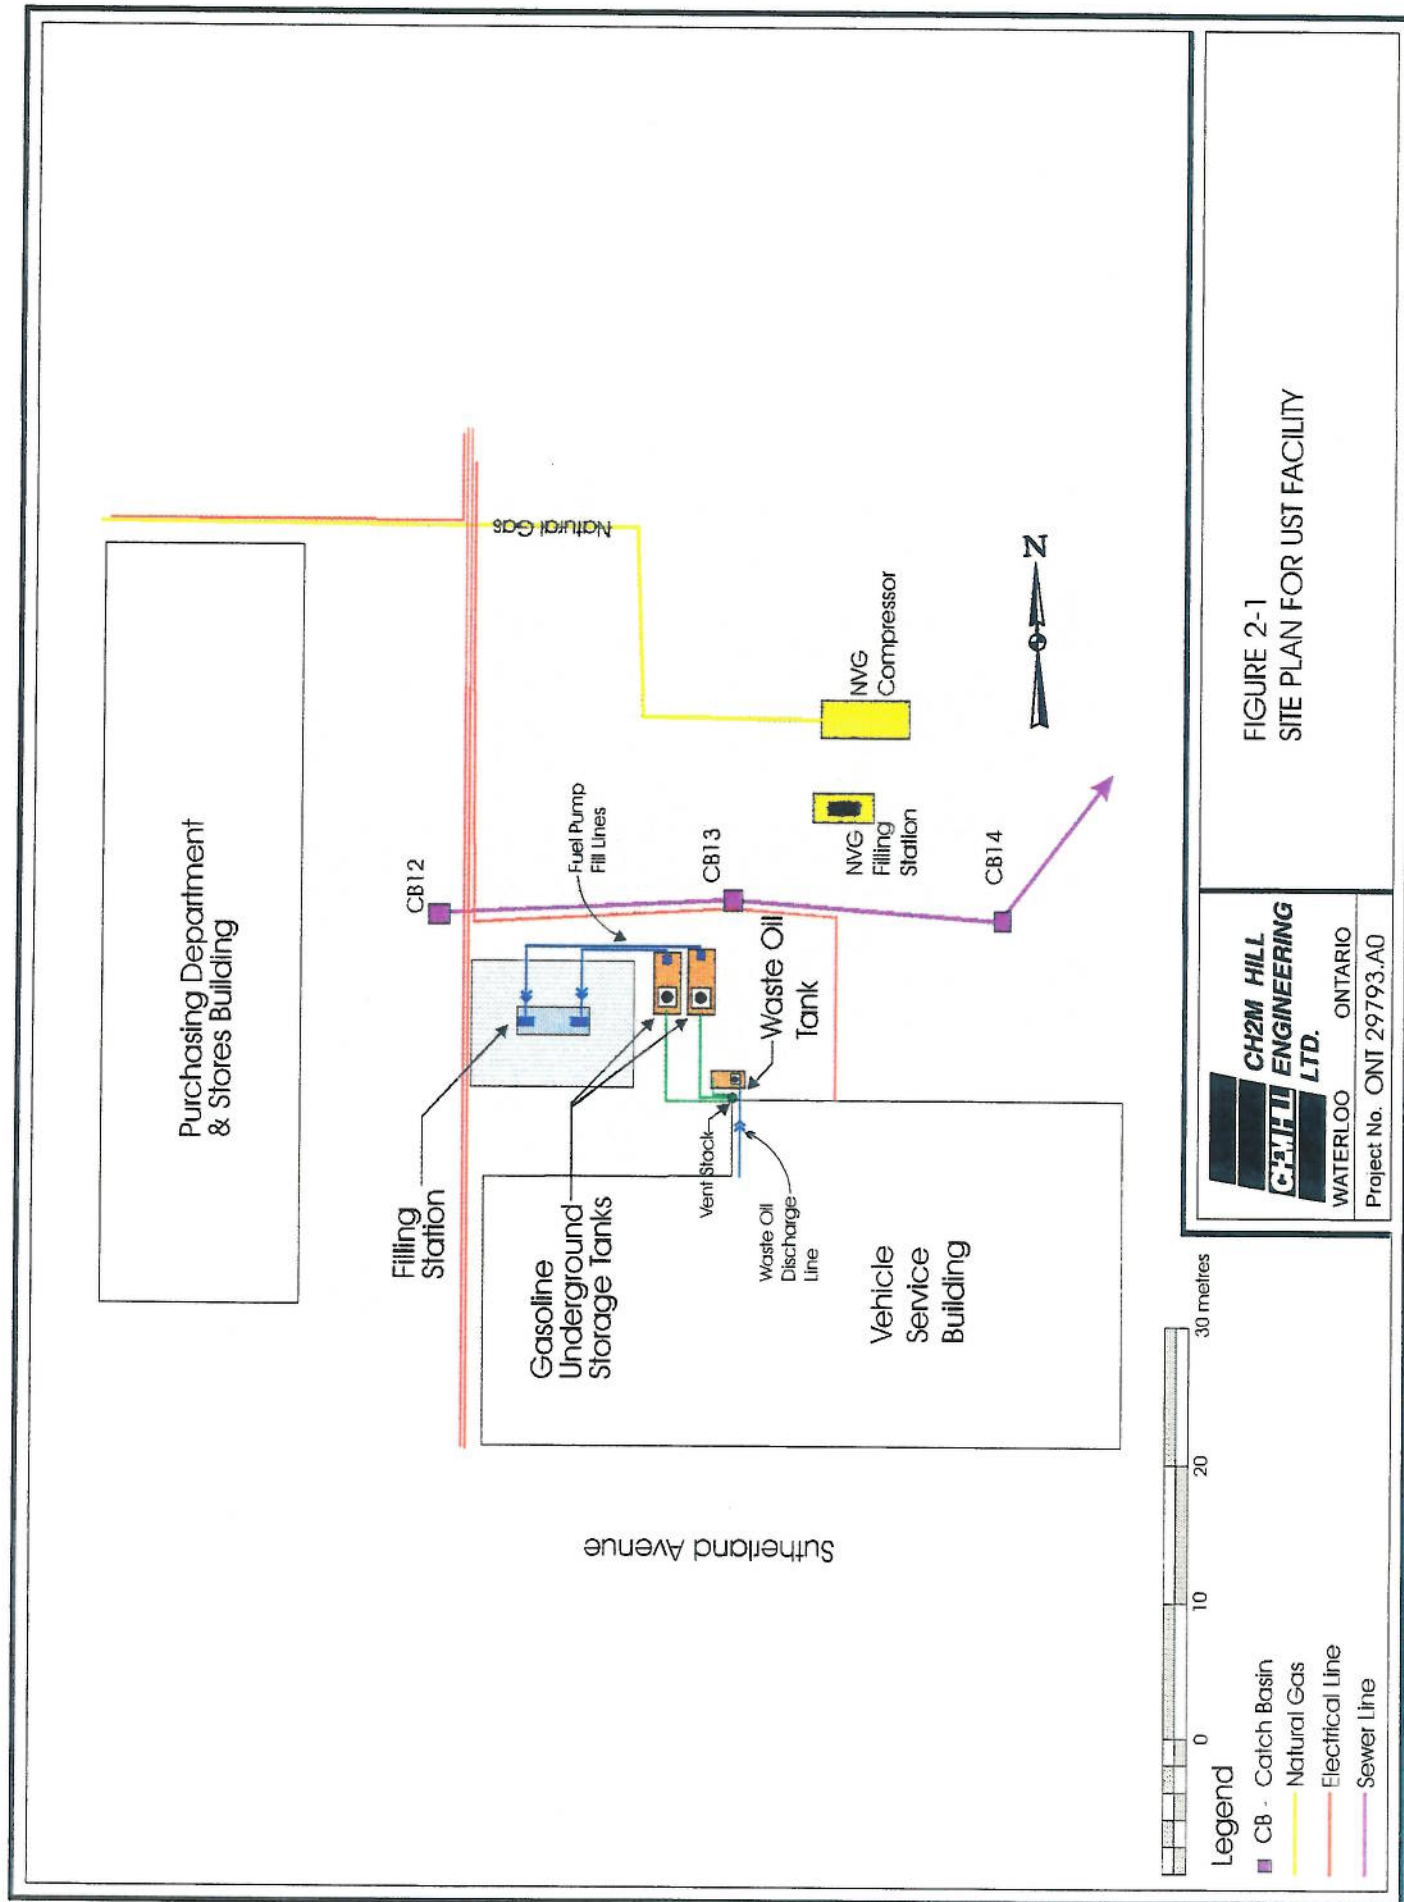 Purchasing Department
& Stores Building
Natural Gas
CB12
Filling
Station
Fuel Pump
Fill Lines
Gasoline
Underground
Storage Tanks
CB13
Vent Stack
Waste Oil
Tank
Waste Oil
Discharge
Line
NVG
Compressor
NVG
Filling
Station
Vehicle
Service
Building
CB14
N
Sutherland Avenue
0
10
20
30 metres
Legend
CB - Catch Basin
Natural Gas
Electrical Line
Sewer Line
CH2M HILL
CH2M HILL
ENGINEERING
LTD.
WATERLOO ONTARIO
Project No. ONT 29793.A0
FIGURE 2-1
SITE PLAN FOR UST FACILITY